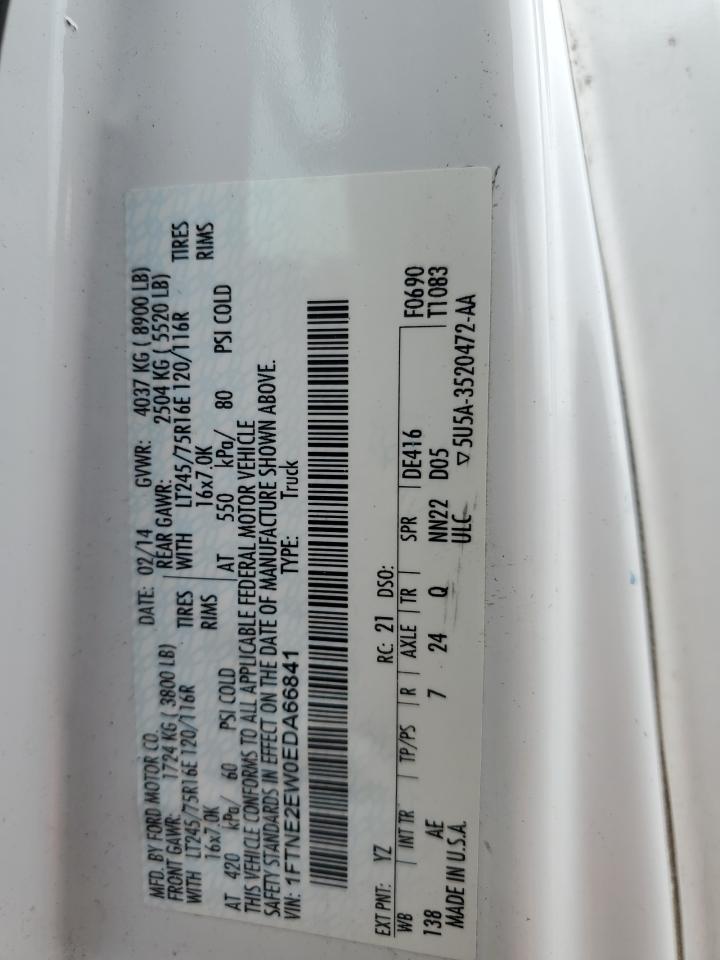 MFD. BY FORD MOTOR CO.
DATE: 02/14 GVWR: 4037 KG ( 8900 LB)
FRONT GAWR: 1724 KG ( 3800 LB) REAR GAWR: 2504 KG ( 5520 LB)
WITH LT245/75R16E 120/116R TIRES WITH LT245/75R16E 120/116R TIRES
16x7.0K RIMS 16x7.0K RIMS
AT 420 kPa/ 60 PSI COLD AT 550 kPa/ 80 PSI COLD
THIS VEHICLE CONFORMS TO ALL APPLICABLE FEDERAL MOTOR VEHICLE
SAFETY STANDARDS IN EFFECT ON THE DATE OF MANUFACTURE SHOWN ABOVE.
VIN: 1FTNE2EW0EDA66841 TYPE: Truck
EXT PNT: YZ RC: 21 DSO:
WB INT TR TP/PS R AXLE TR SPR DE416 F0690
138 AE 7 24 Q NN22 D05 T1083
MADE IN U.S.A. ULC ▽5U5A-3520472-AA